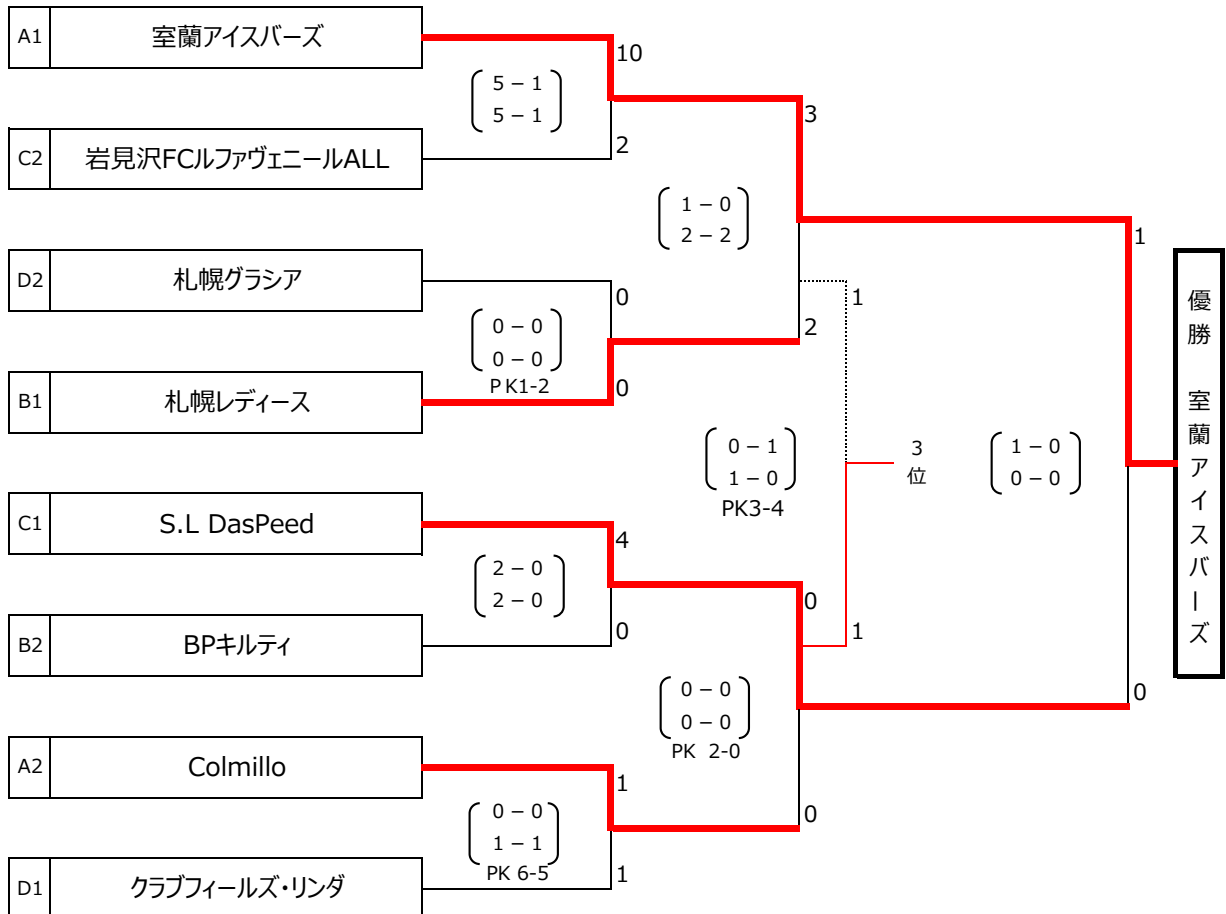 A1 室蘭アイスバーズ
10
5 − 1
5 − 1
3
C2 岩見沢FCルファヴェニールALL
2
1 − 0
2 − 2
1
D2 札幌グラシア
0
0 − 0
0 − 0
PK1-2
1
2
B1 札幌レディース
0
0 − 1
1 − 0
PK3-4
3
位
1 − 0
0 − 0
優勝 室蘭アイスバーズ
C1 S.L DasPeed
4
2 − 0
2 − 0
0
1
B2 BPキルティ
0
0 − 0
0 − 0
PK 2-0
0
A2 Colmillo
1
0 − 0
1 − 1
PK 6-5
0
D1 クラブフィールズ・リンダ
1